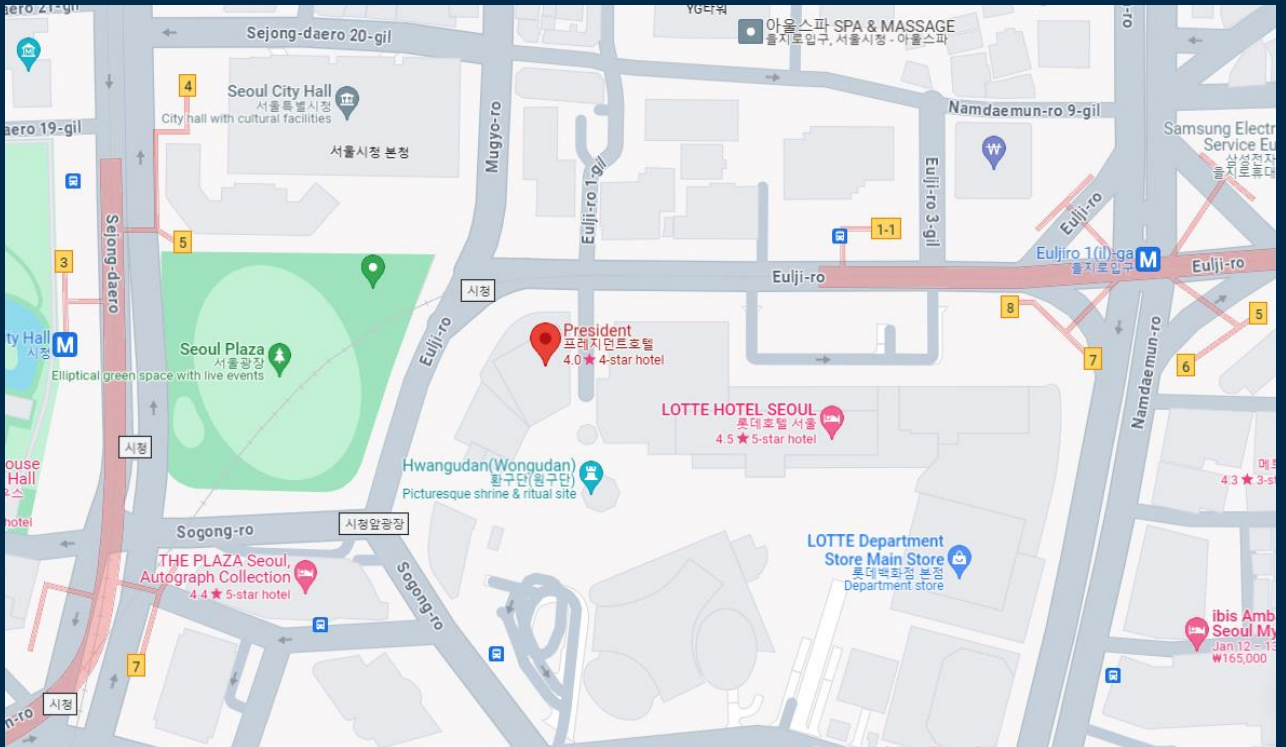 aero 21-gil
Sejong-daero 20-gil
YG타워
아울스파 SPA & MASSAGE
을지로입구, 서울시청 - 아울스파
4
Seoul City Hall
서울특별시청
City hall with cultural facilities
서울시청 본청
Mugyo-ro
Namdaemun-ro 9-gil
aero 19-gil
Samsung Electr
Service Eu
삼성전자
을지로휴대
Eulji-ro 1-gil
Eulji-ro 3-gil
Eulji-ro
Sejong-daero
5
3
1-1
Euljiro 1(il)-ga
을지로입구
M
Eulji-ro
Eulji-ro
시청
8
5
ty Hall
시청
M
Seoul Plaza
서울광장
Elliptical green space with live events
Eulji-ro
President
프레지던트호텔
4.0 ★ 4-star hotel
7
6
Namdaemun-ro
LOTTE HOTEL SEOUL
롯데호텔 서울
4.5 ★ 5-star hotel
시청
ouse
Hall
우스
hotel
Hwangudan(Wongudan)
환구단(원구단)
Picturesque shrine & ritual site
메트
4.3 ★ 3-s
Sogong-ro
시청앞광장
LOTTE Department
Store Main Store
롯데백화점 본점
Department store
THE PLAZA Seoul,
Autograph Collection
4.4 ★ 5-star hotel
Sogong-ro
ibis Amb
Seoul My
Jan 12 – 13
₩165,000
7
시청
n-ro